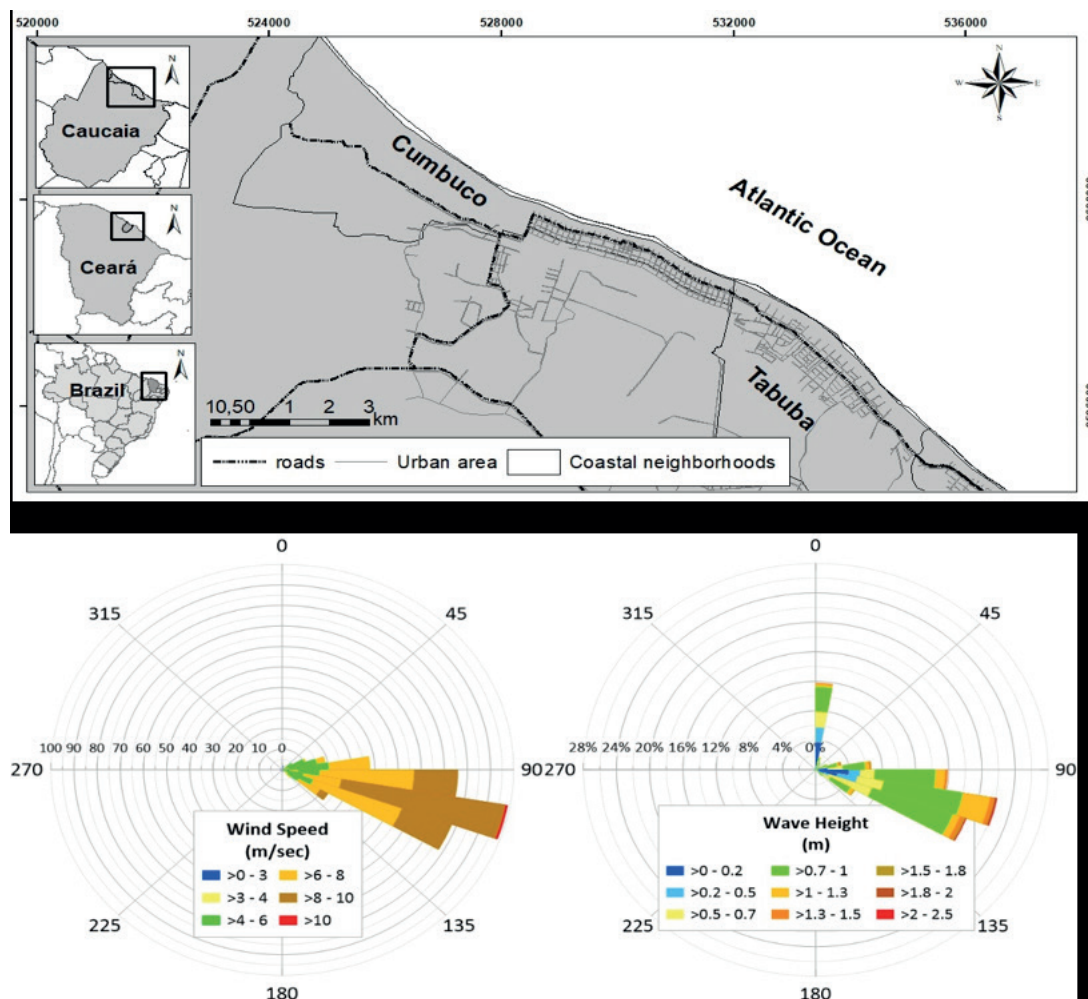 520000 524000 528000 532000 536000
N
Caucaia
N
Ceará
N
Brazil
Cumbuco
Atlantic Ocean
Tabuba
N
W E
S
10,50 1 2 3
km
roads Urban area Coastal neighborhoods
0
315 45
100 90 80 70 60 50 40 30 20 10 0
270 90
225 135
180
Wind Speed
(m/sec)
>0 - 3 >6 - 8
>3 - 4 >8 - 10
>4 - 6 >10
0
315 45
28% 24% 20% 16% 12% 8% 4% 0%
270 90
225 135
180
Wave Height
(m)
>0 - 0.2 >0.7 - 1 >1.5 - 1.8
>0.2 - 0.5 >1 - 1.3 >1.8 - 2
>0.5 - 0.7 >1.3 - 1.5 >2 - 2.5